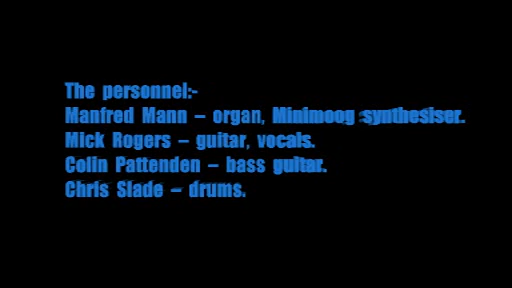 The personnel:-
Manfred Mann – organ, Minimoog synthesiser.
Mick Rogers – guitar, vocals.
Colin Pattenden – bass guitar.
Chris Slade – drums.